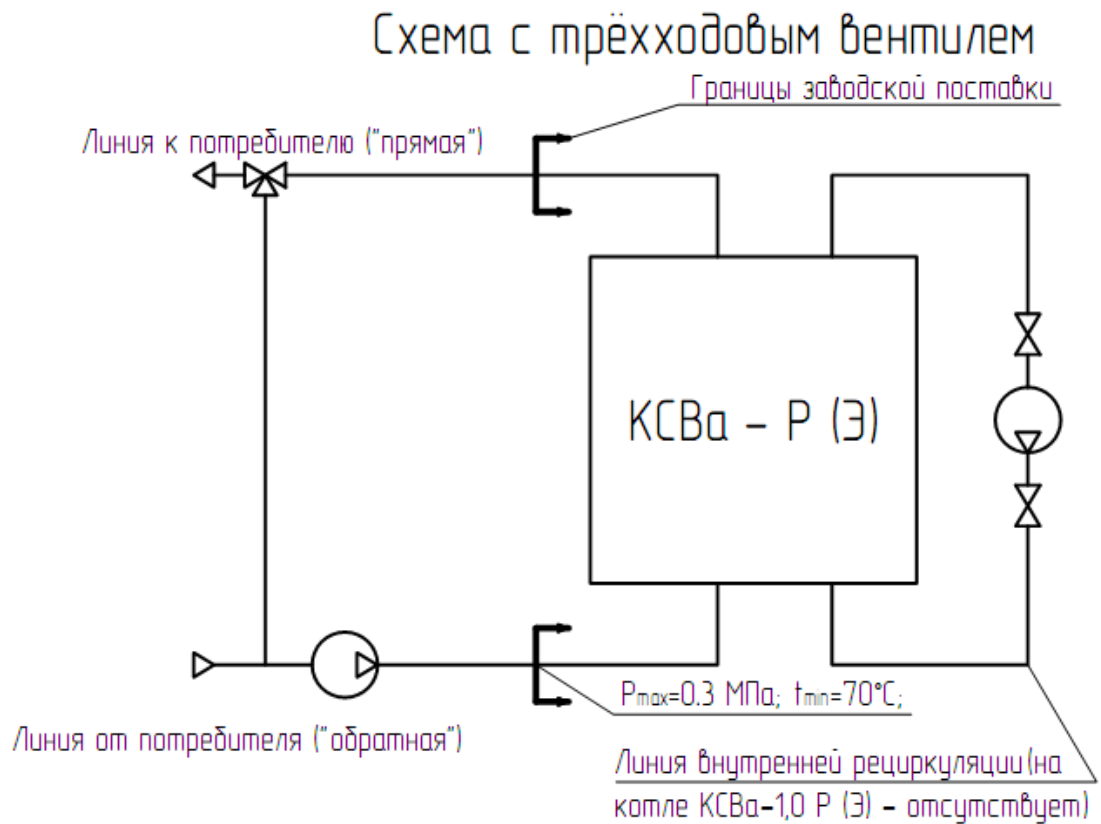 Схема с трёхходовым вентилем
Границы заводской поставки
Линия к потребителю ("прямая")
КСВа - Р (Э)
Pmax=0.3 МПа; tmin=70°C;
Линия от потребителя ("обратная")
Линия внутренней рециркуляции(на
котле КСВа-1,0 Р (Э) - отсутствует)